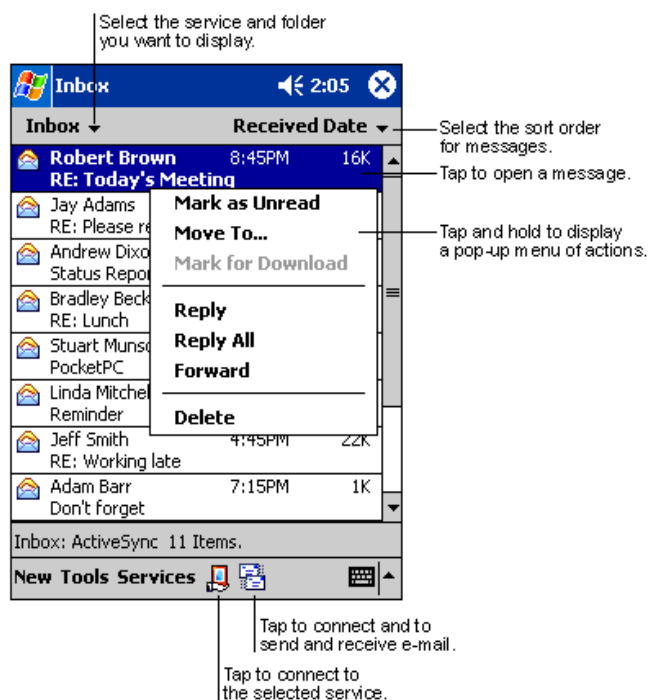 Select the service and folder
you want to display.
Inbox 2:05
Inbox Received Date
Select the sort order
for messages.
Robert Brown 8:45PM 16K
RE: Today's Meeting
Tap to open a message.
Jay Adams
RE: Please re
Andrew Dixo
Status Repor
Bradley Beck
RE: Lunch
Stuart Munso
PocketPC
Linda Mitchel
Reminder
Mark as Unread
Move To...
Mark for Download
Reply
Reply All
Forward
Delete
Tap and hold to display
a pop-up menu of actions.
Jeff Smith 4:45PM 22K
RE: Working late
Adam Barr 7:15PM 1K
Don't forget
Inbox: ActiveSync 11 Items.
New Tools Services
Tap to connect and to
send and receive e-mail.
Tap to connect to
the selected service.